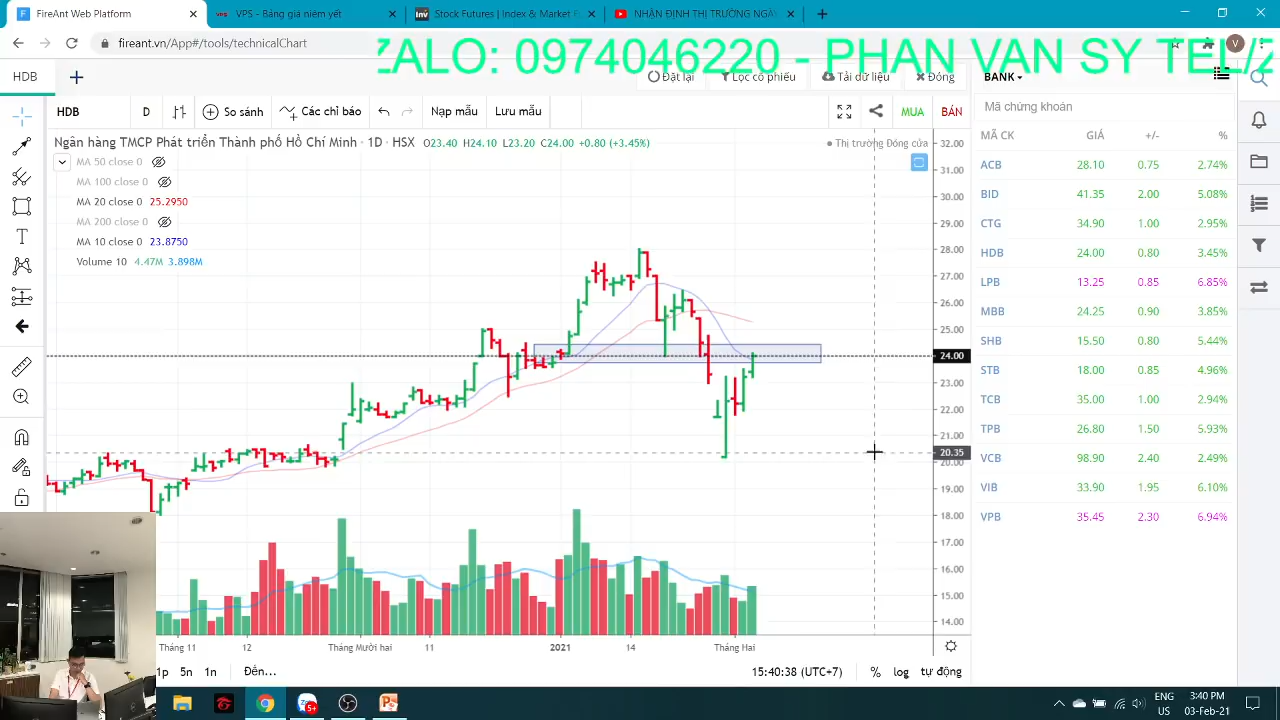 FireAnt Web Platform
VPS - Bảng giá niêm yết
Stock Futures | Index & Market F
NHẬN ĐỊNH THỊ TRƯỜNG NGÀY
fireant.vn/App#/tools/technicalChart
ZALO: 0974046220 - PHAN VAN SY TEL/Z
HDB
Đặt lại
Lọc cổ phiếu
Tải dữ liệu
Đóng
BANK
HDB
D
So sánh
Các chỉ báo
Nạp mẫu
Lưu mẫu
MUA
BÁN
Mã chứng khoán
Ngân hàng TMCP Phát triển Thành phố Hồ Chí Minh · 1D · HSX O23.40 H24.10 L23.20 C24.00 +0.80 (+3.45%)
Thị trường Đóng cửa
MA 50 close 0
MA 100 close 0
MA 20 close 0 25.2950
MA 200 close 0
MA 10 close 0 23.8750
Volume 10 4.47M 3.898M
32.00
31.00
30.00
29.00
28.00
27.00
26.00
25.00
24.00
23.00
22.00
21.00
20.35
20.00
19.00
18.00
17.00
16.00
15.00
14.00
MÃ CK GIÁ +/- %
ACB 28.10 0.75 2.74%
BID 41.35 2.00 5.08%
CTG 34.90 1.00 2.95%
HDB 24.00 0.80 3.45%
LPB 13.25 0.85 6.85%
MBB 24.25 0.90 3.85%
SHB 15.50 0.80 5.44%
STB 18.00 0.85 4.96%
TCB 35.00 1.00 2.94%
TPB 26.80 1.50 5.93%
VCB 98.90 2.40 2.49%
VIB 33.90 1.95 6.10%
VPB 35.45 2.30 6.94%
Tháng 11 12 Tháng Mười hai 11 2021 14 Tháng Hai
1p 5n 1n Đến...
15:40:38 (UTC+7) % log tự động
ENG
US
3:40 PM
03-Feb-21